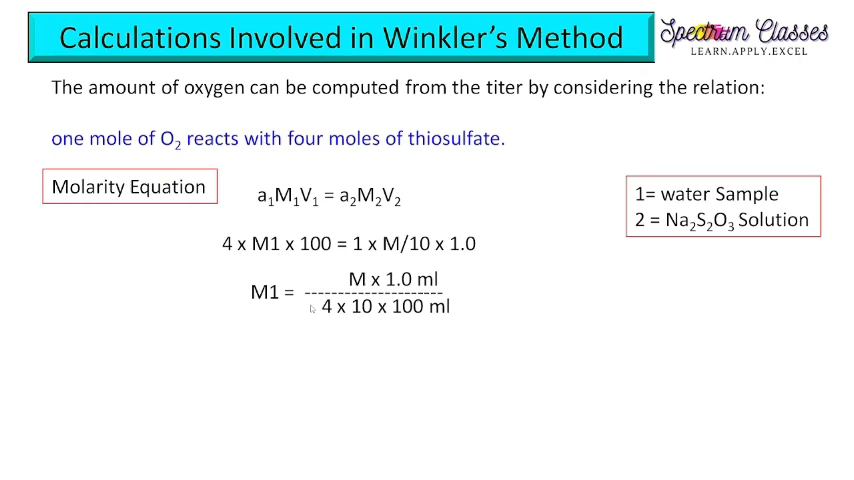 Calculations Involved in Winkler's Method
Spectrum Classes
LEARN.APPLY.EXCEL
The amount of oxygen can be computed from the titer by considering the relation:
one mole of O₂ reacts with four moles of thiosulfate.
Molarity Equation
a₁M₁V₁ = a₂M₂V₂
1= water Sample
2 = Na₂S₂O₃ Solution
4 x M1 x 100 = 1 x M/10 x 1.0
M x 1.0 ml
M1 = ---------------------
4 x 10 x 100 ml